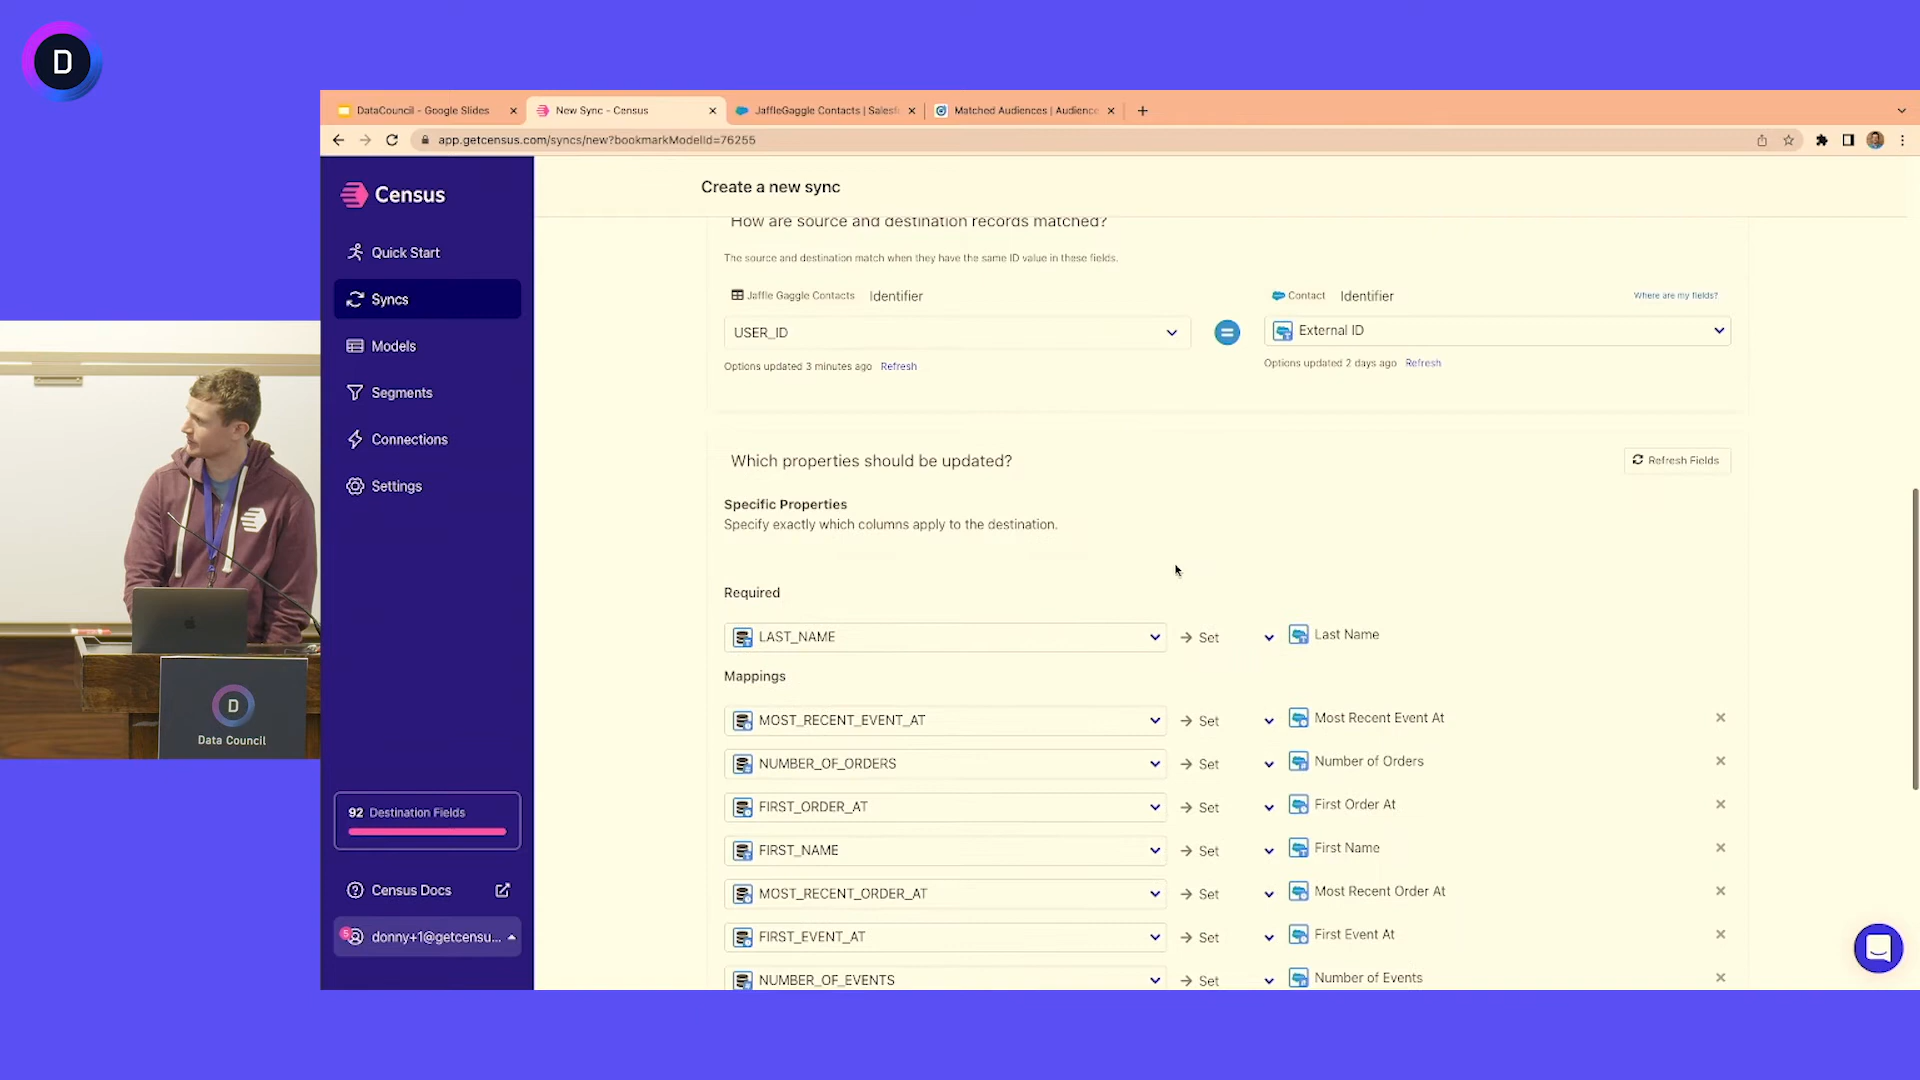 D
DataCouncil - Google Slides
New Sync - Census
JaffleGaggle Contacts | Salesf
Matched Audiences | Audience
app.getcensus.com/syncs/new?bookmarkModelId=76255
Census
Quick Start
Syncs
Models
Segments
Connections
Settings
92 Destination Fields
Census Docs
5
donny+1@getcensu...
Create a new sync
How are source and destination records matched?
The source and destination match when they have the same ID value in these fields.
Jaffle Gaggle Contacts Identifier
Contact Identifier
Where are my fields?
USER_ID
=
External ID
Options updated 3 minutes ago Refresh
Options updated 2 days ago Refresh
Which properties should be updated?
Refresh Fields
Specific Properties
Specify exactly which columns apply to the destination.
Required
LAST_NAME → Set Last Name
Mappings
MOST_RECENT_EVENT_AT → Set Most Recent Event At
NUMBER_OF_ORDERS → Set Number of Orders
FIRST_ORDER_AT → Set First Order At
FIRST_NAME → Set First Name
MOST_RECENT_ORDER_AT → Set Most Recent Order At
FIRST_EVENT_AT → Set First Event At
NUMBER_OF_EVENTS → Set Number of Events
D
Data Council